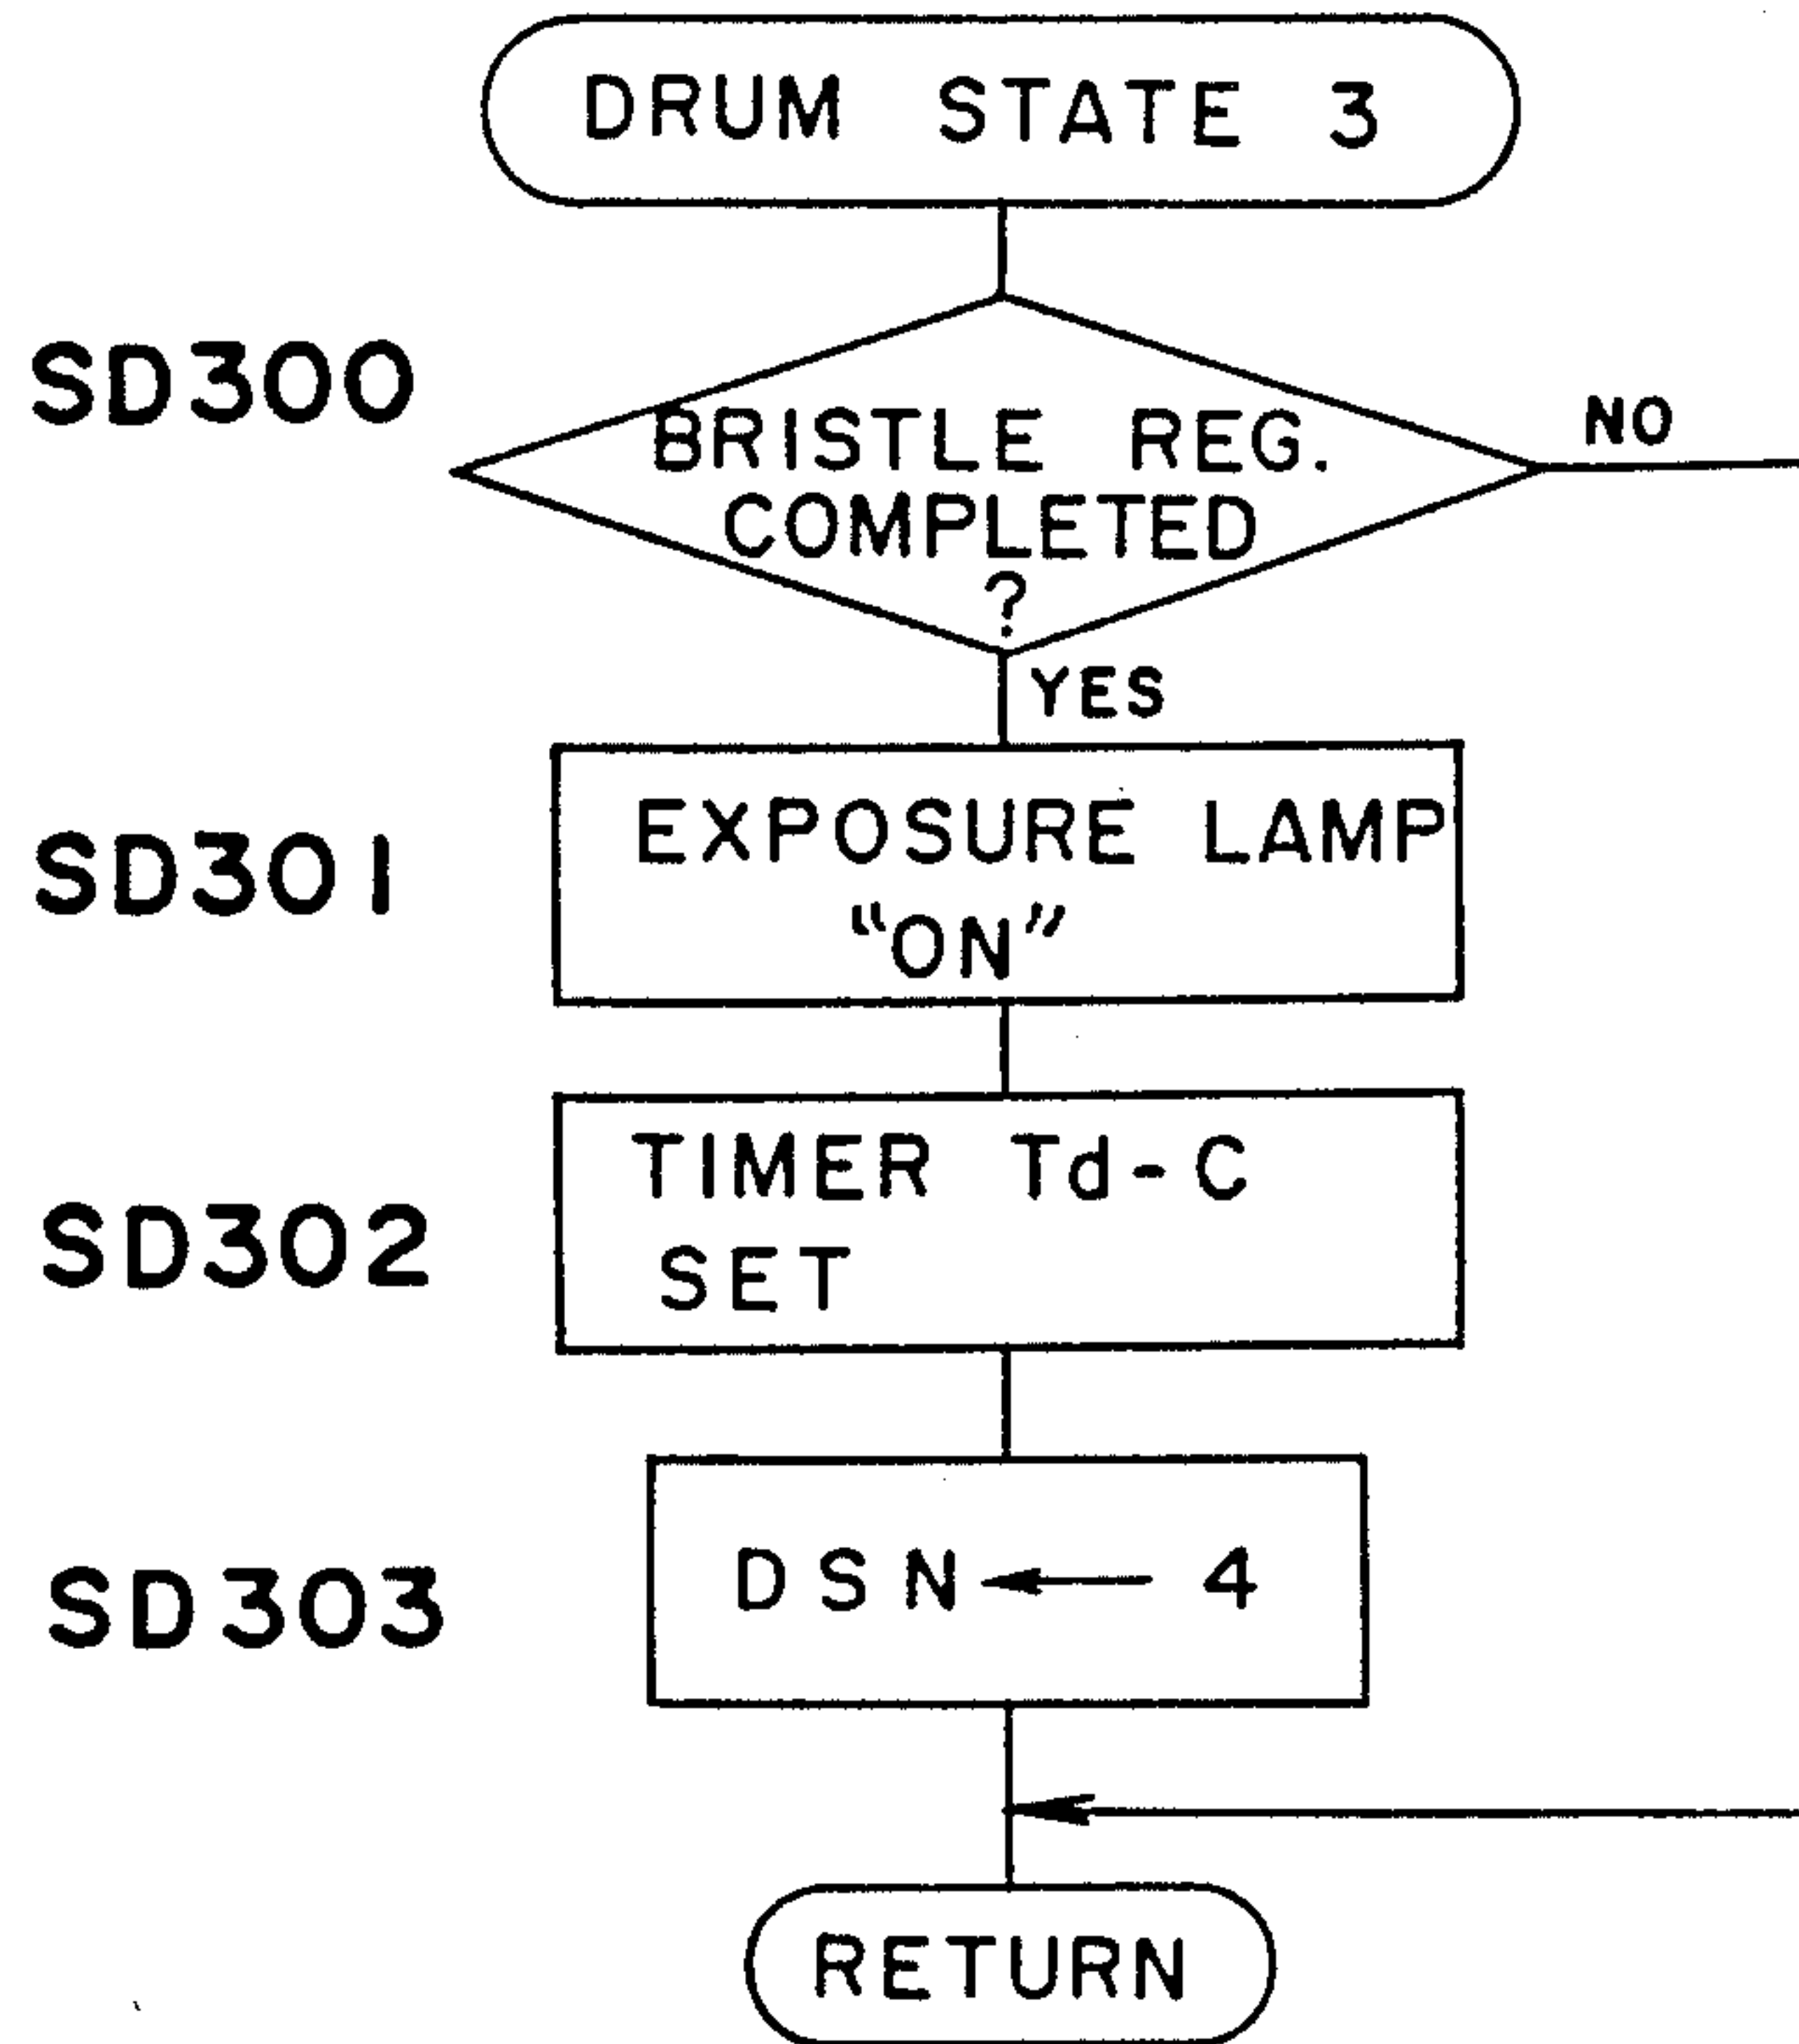 DRUM STATE 3
SD300
BRISTLE REG.
COMPLETED
?
NO
YES
SD301
EXPOSURE LAMP
“ON”
SD302
TIMER Td-C
SET
SD303
DSN ← 4
RETURN